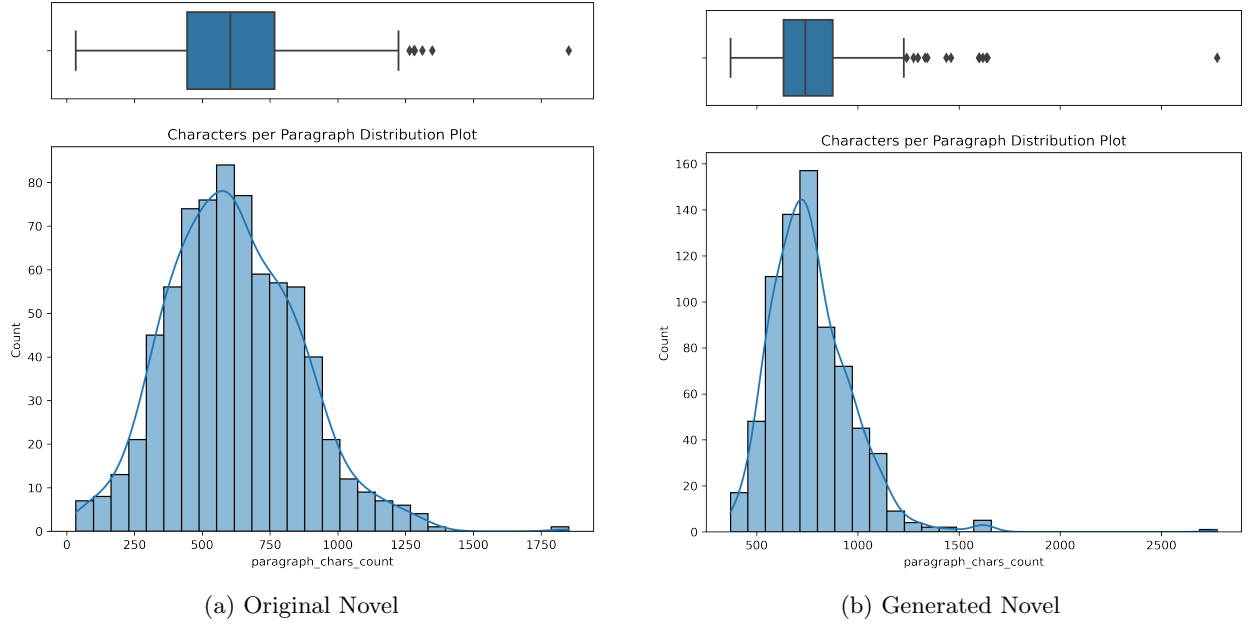 Characters per Paragraph Distribution Plot
80
70
60
50
40
30
20
10
0
Count
0 250 500 750 1000 1250 1500 1750
paragraph_chars_count
(a) Original Novel
Characters per Paragraph Distribution Plot
160
140
120
100
80
60
40
20
0
Count
500 1000 1500 2000 2500
paragraph_chars_count
(b) Generated Novel